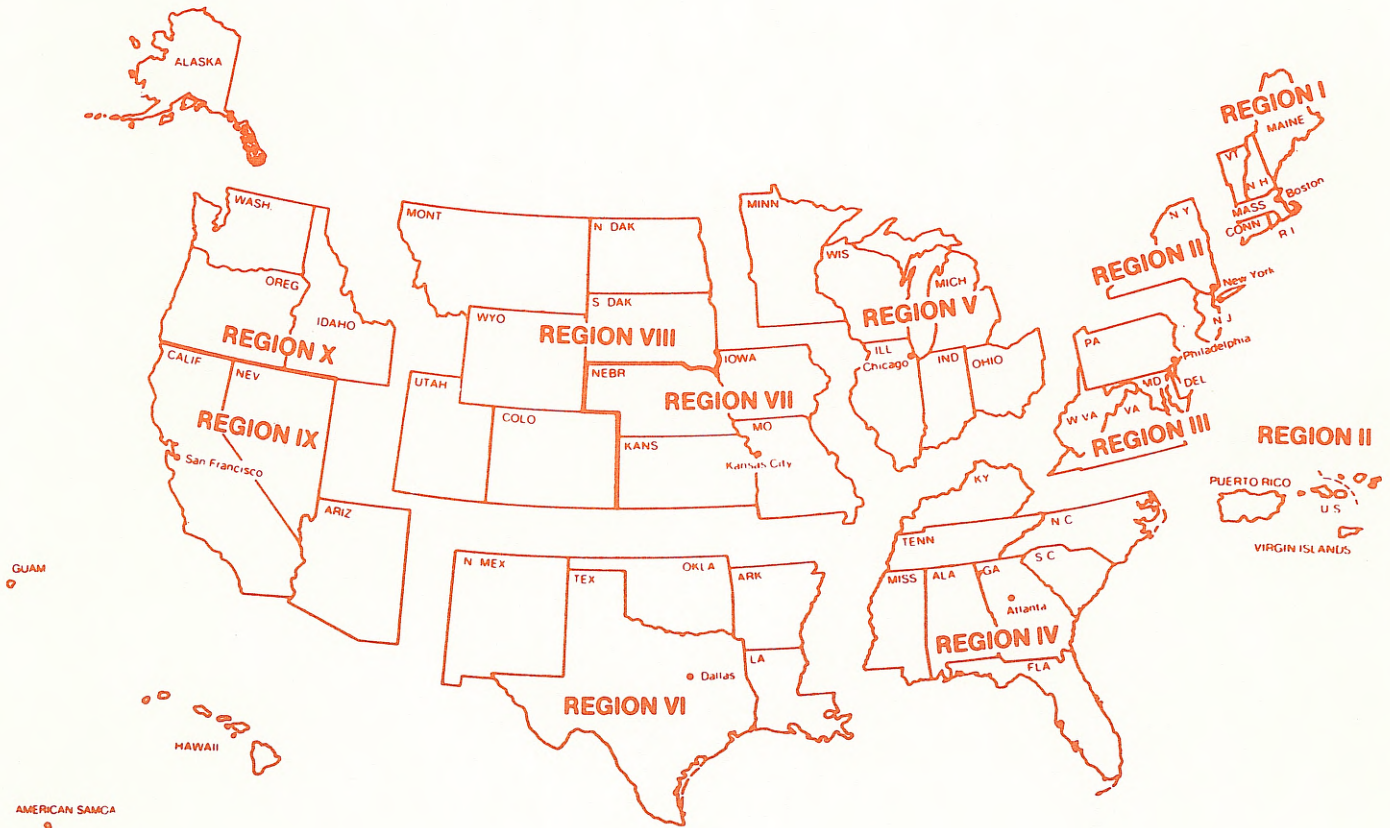 ALASKA
REGION I
MAINE
VT
N H
Boston
MASS
CONN
R I
WASH.
OREG
IDAHO
REGION X
MONT
N DAK
S DAK
WYO
REGION VIII
UTAH
COLO
MINN
WIS
MICH
REGION V
ILL
Chicago
IND
OHIO
N Y
REGION II
New York
N J
PA
Philadelphia
MD
DEL
W VA
VA
REGION III
CALIF
NEV
REGION IX
San Francisco
ARIZ
NEBR
IOWA
REGION VII
KANS
MO
Kansas City
REGION II
PUERTO RICO
U S
VIRGIN ISLANDS
KY
TENN
N C
S C
MISS
ALA
GA
Atlanta
REGION IV
FLA
N MEX
TEX
OKLA
ARK
LA
Dallas
REGION VI
GUAM
HAWAII
AMERICAN SAMOA